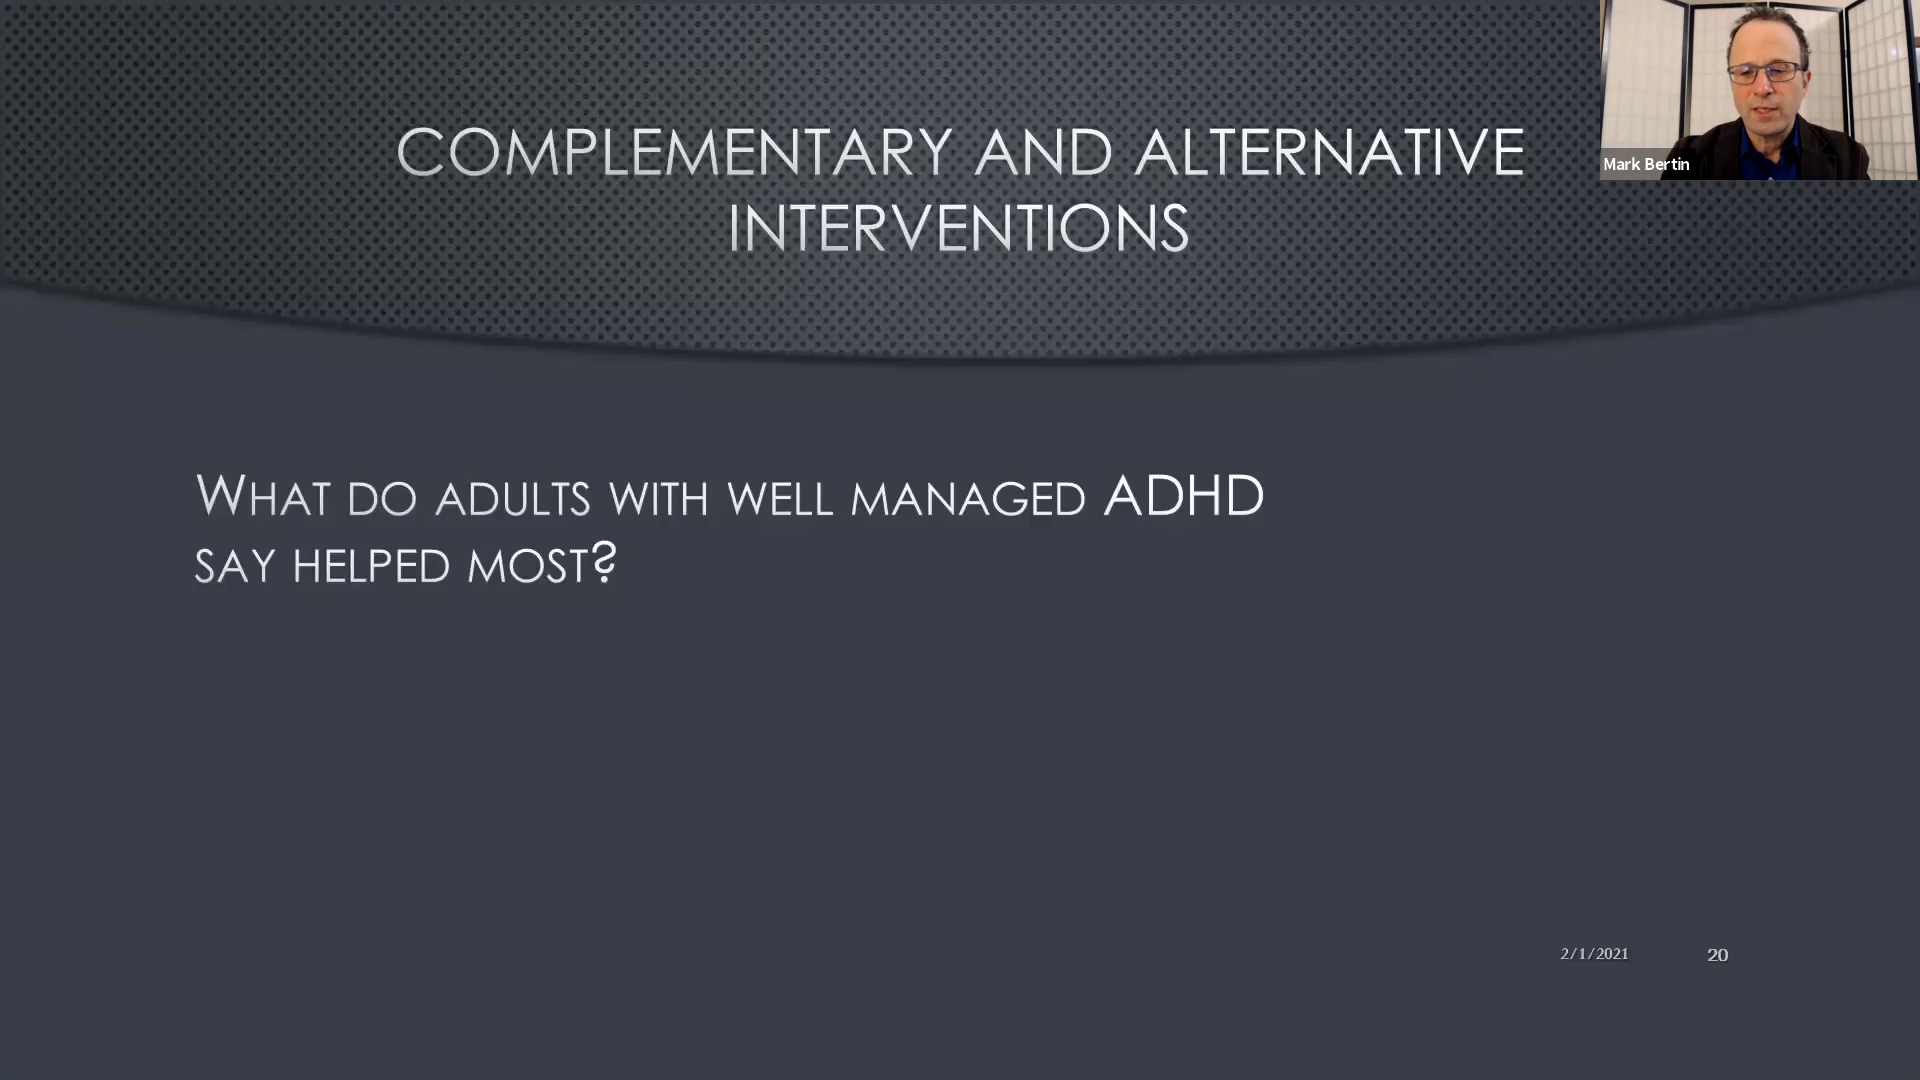 COMPLEMENTARY AND ALTERNATIVE
INTERVENTIONS
Mark Bertin
WHAT DO ADULTS WITH WELL MANAGED ADHD
SAY HELPED MOST?
2/1/2021
20